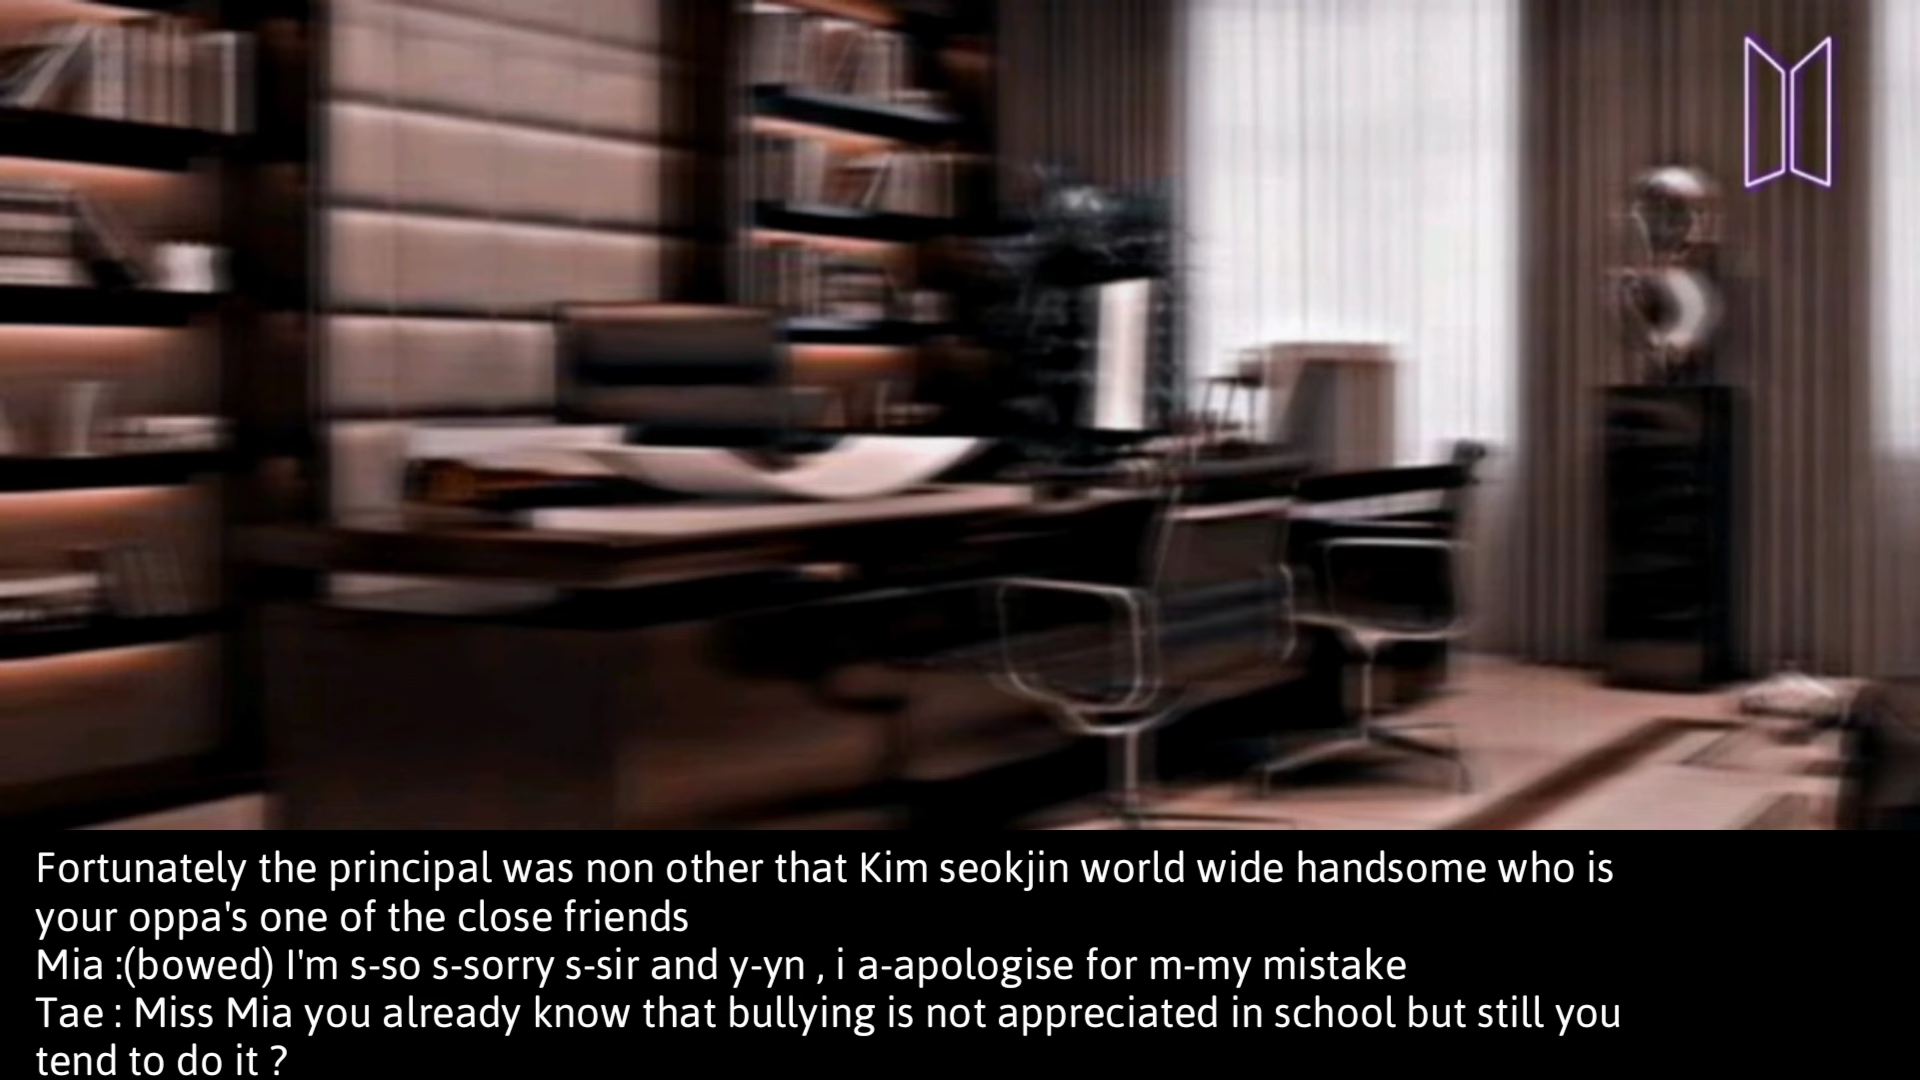 Fortunately the principal was non other that Kim seokjin world wide handsome who is
your oppa's one of the close friends
Mia :(bowed) I'm s-so s-sorry s-sir and y-yn , i a-apologise for m-my mistake
Tae : Miss Mia you already know that bullying is not appreciated in school but still you
tend to do it ?